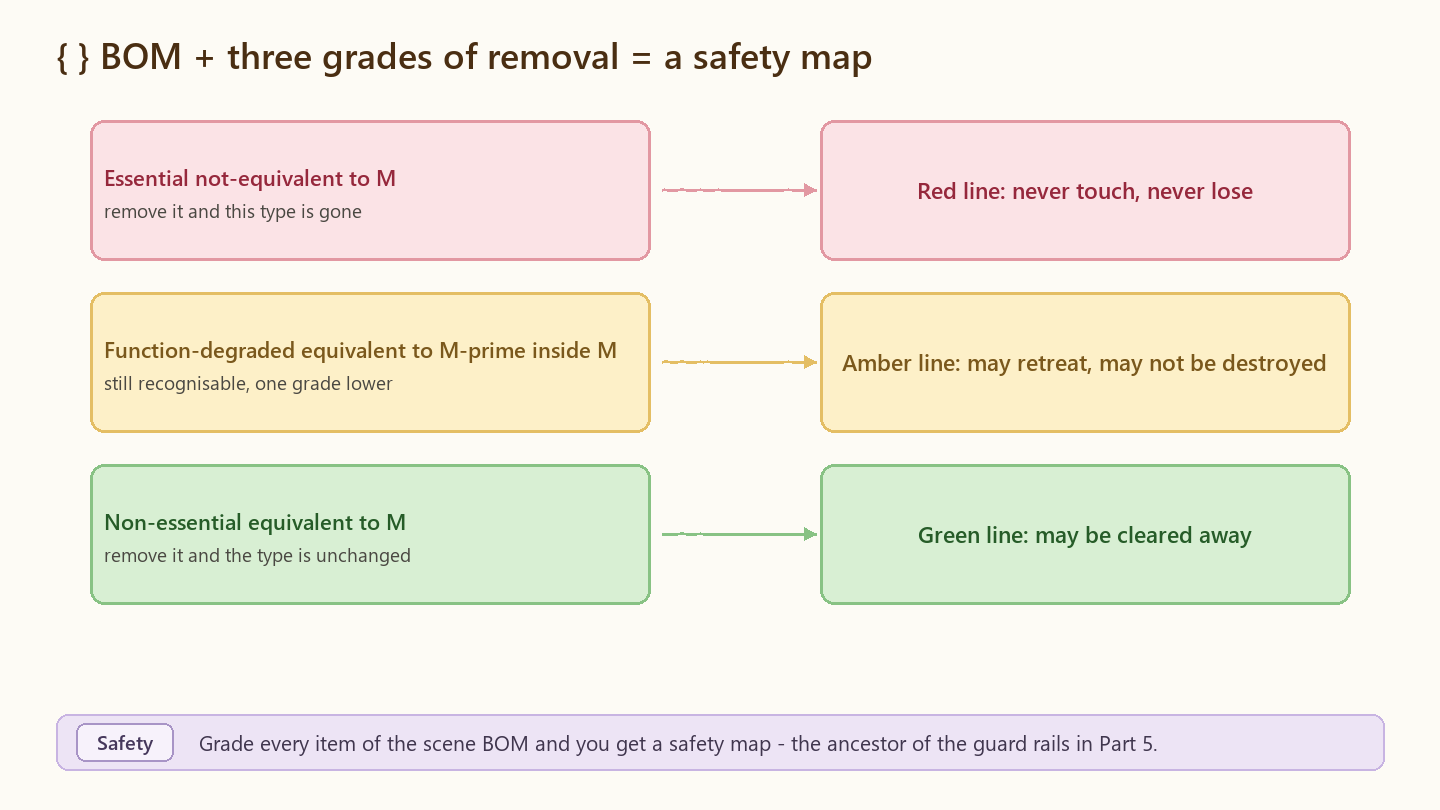 { } BOM + three grades of removal = a safety map
Essential not-equivalent to M
remove it and this type is gone
Red line: never touch, never lose
Function-degraded equivalent to M-prime inside M
still recognisable, one grade lower
Amber line: may retreat, may not be destroyed
Non-essential equivalent to M
remove it and the type is unchanged
Green line: may be cleared away
Safety
Grade every item of the scene BOM and you get a safety map - the ancestor of the guard rails in Part 5.